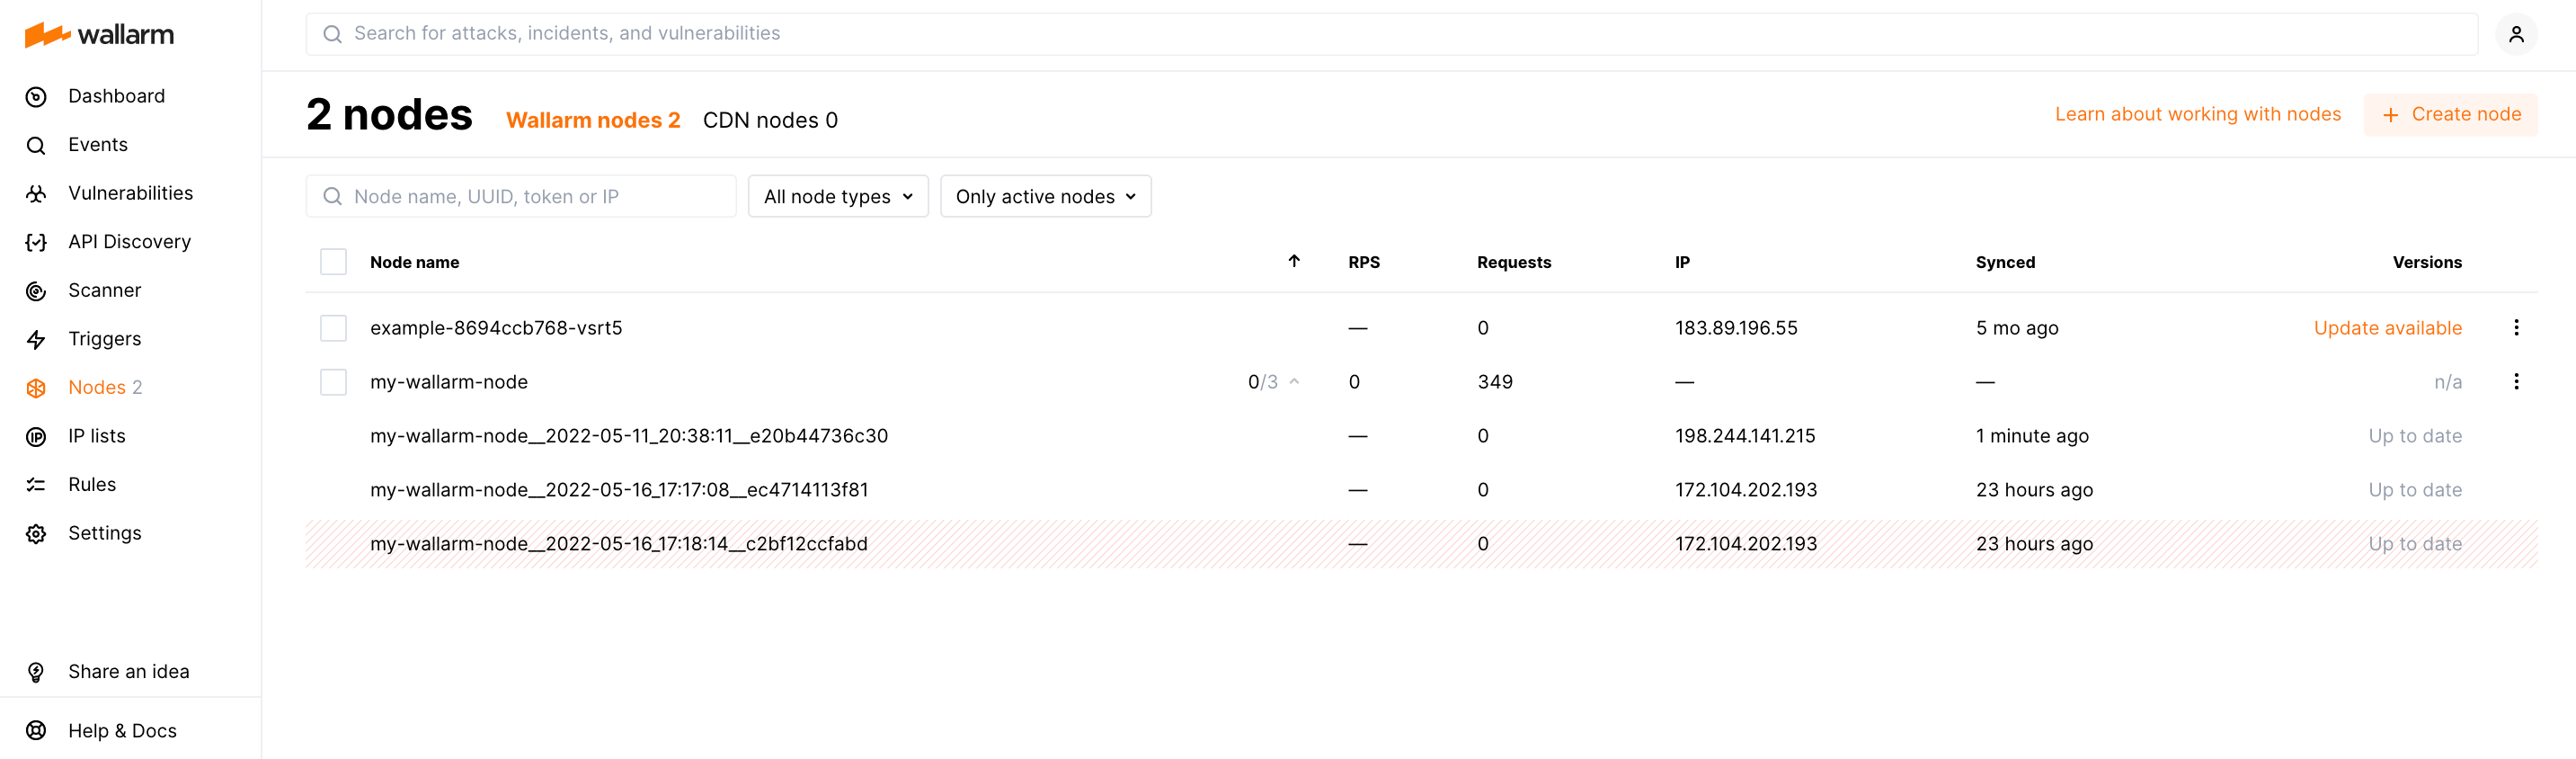 wallarm
Search for attacks, incidents, and vulnerabilities
Dashboard
Events
Vulnerabilities
API Discovery
Scanner
Triggers
Nodes 2
IP lists
Rules
Settings
Share an idea
Help & Docs
2 nodes Wallarm nodes 2 CDN nodes 0 Learn about working with nodes + Create node
Node name, UUID, token or IP All node types Only active nodes
Node name ↑ RPS Requests IP Synced Versions
example-8694ccb768-vsrt5 — 0 183.89.196.55 5 mo ago Update available
my-wallarm-node 0/3 0 349 — — n/a
my-wallarm-node__2022-05-11_20:38:11__e20b44736c30 — 0 198.244.141.215 1 minute ago Up to date
my-wallarm-node__2022-05-16_17:17:08__ec4714113f81 — 0 172.104.202.193 23 hours ago Up to date
my-wallarm-node__2022-05-16_17:18:14__c2bf12ccfabd — 0 172.104.202.193 23 hours ago Up to date